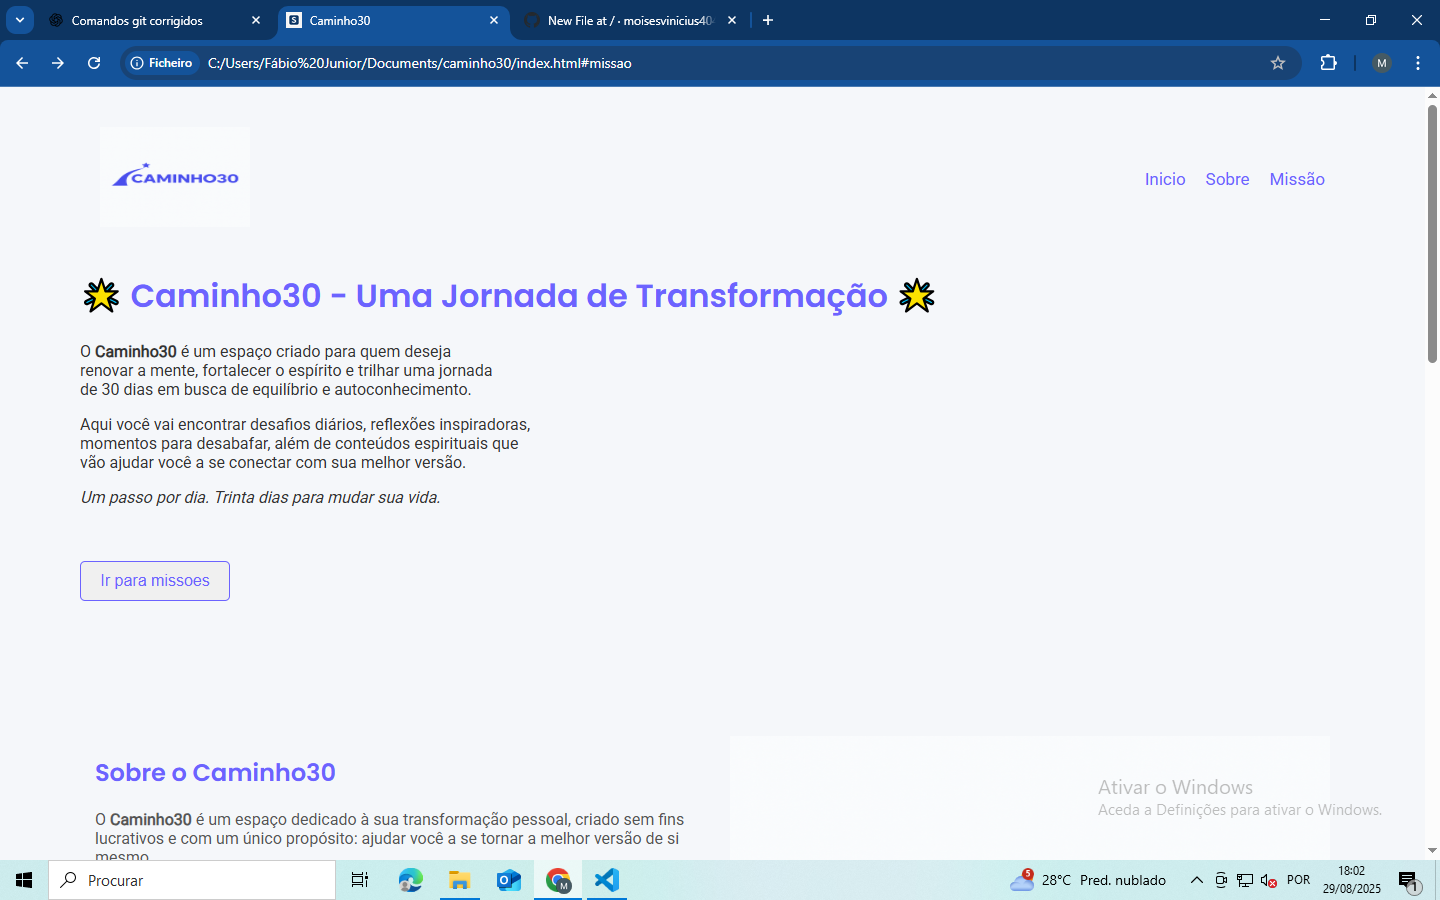 Comandos git corrigidos
Caminho30
New File at / · moisesvinicius40
Ficheiro
C:/Users/Fábio%20Junior/Documents/caminho30/index.html#missao
M
CAMINHO30
Inicio Sobre Missão
🌟 Caminho30 - Uma Jornada de Transformação 🌟
O Caminho30 é um espaço criado para quem deseja
renovar a mente, fortalecer o espírito e trilhar uma jornada
de 30 dias em busca de equilíbrio e autoconhecimento.
Aqui você vai encontrar desafios diários, reflexões inspiradoras,
momentos para desabafar, além de conteúdos espirituais que
vão ajudar você a se conectar com sua melhor versão.
Um passo por dia. Trinta dias para mudar sua vida.
Ir para missoes
Sobre o Caminho30
O Caminho30 é um espaço dedicado à sua transformação pessoal, criado sem fins
lucrativos e com um único propósito: ajudar você a se tornar a melhor versão de si
mesmo
Ativar o Windows
Aceda a Definições para ativar o Windows.
Procurar
M
5
28°C Pred. nublado
POR
18:02
29/08/2025
1